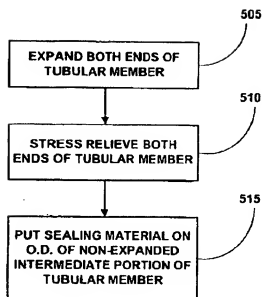 505
EXPAND BOTH ENDS OF
TUBULAR MEMBER
510
STRESS RELIEVE BOTH
ENDS OF TUBULAR MEMBER
515
PUT SEALING MATERIAL ON
O.D. OF NON-EXPANDED
INTERMEDIATE PORTION OF
TUBULAR MEMBER